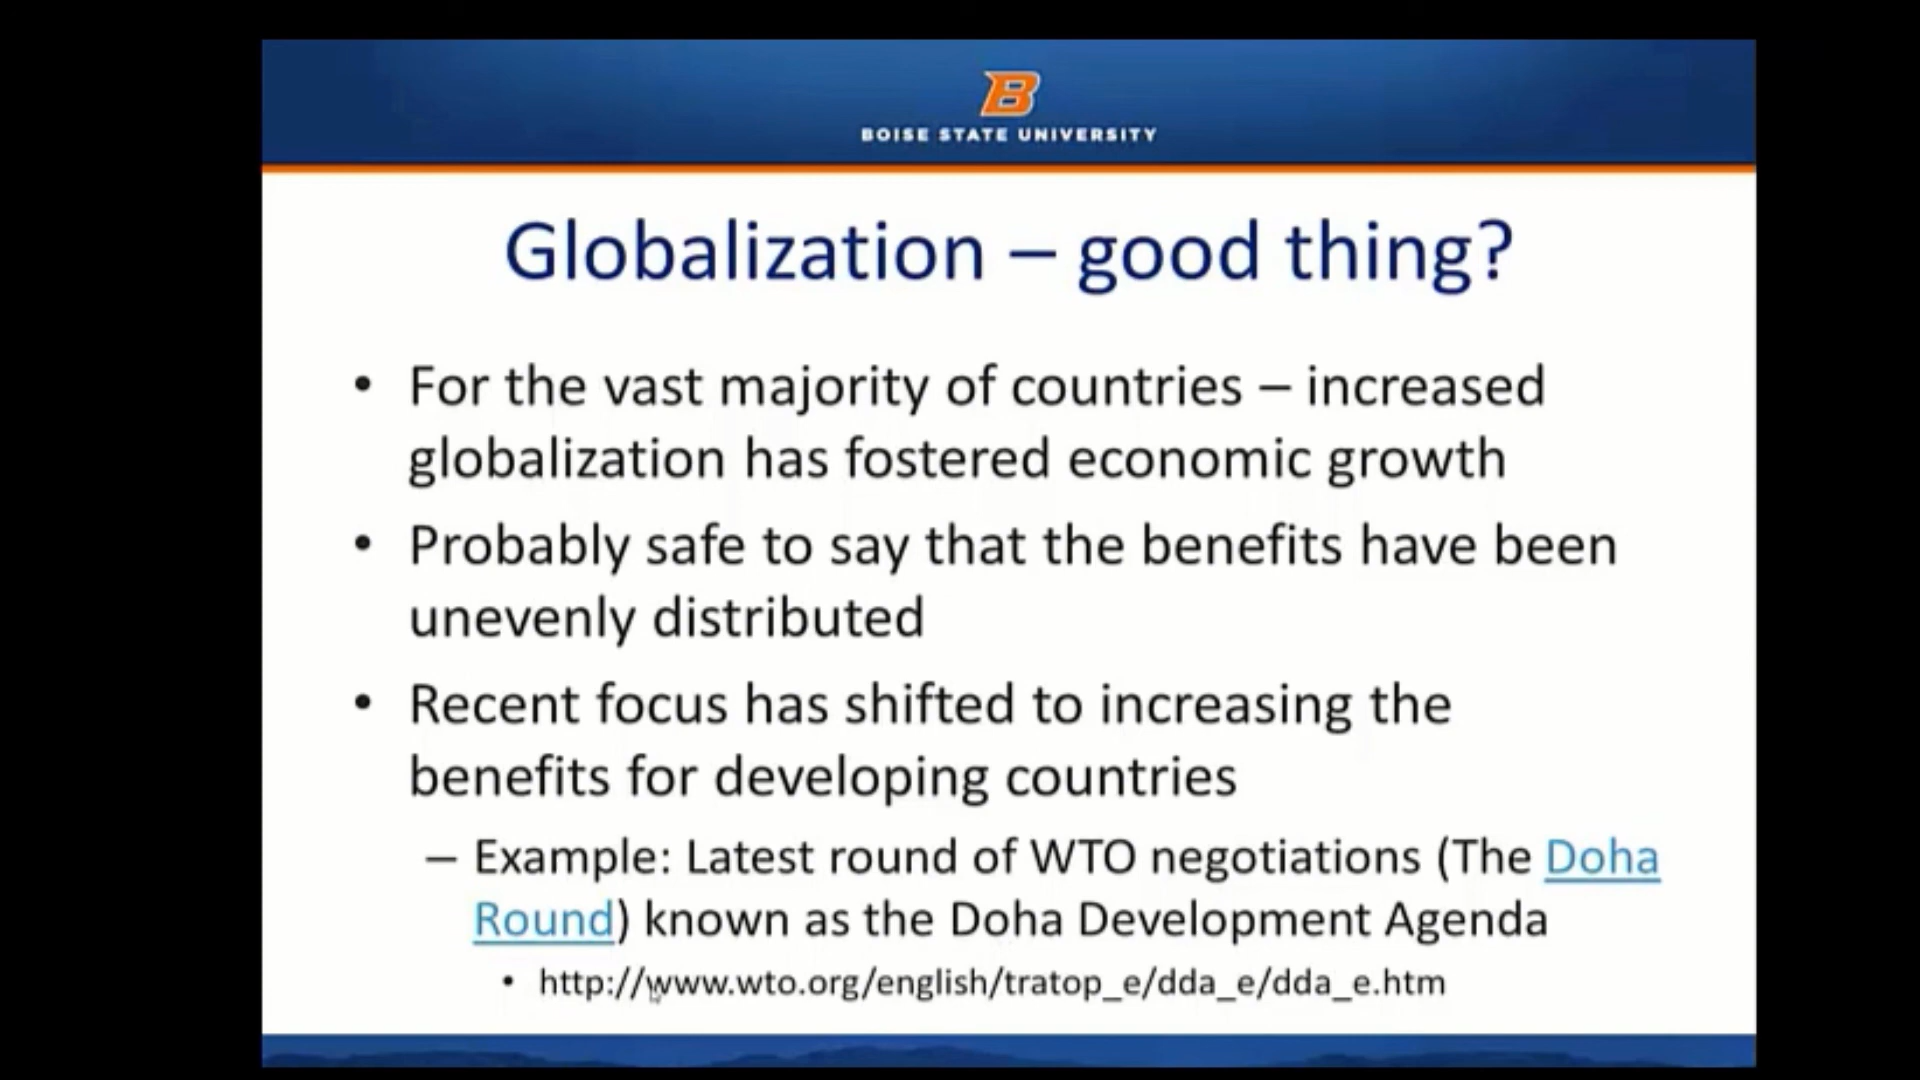 B
BOISE STATE UNIVERSITY
Globalization – good thing?
• For the vast majority of countries – increased
globalization has fostered economic growth
• Probably safe to say that the benefits have been
unevenly distributed
• Recent focus has shifted to increasing the
benefits for developing countries
– Example: Latest round of WTO negotiations (The Doha
Round) known as the Doha Development Agenda
• http://www.wto.org/english/tratop_e/dda_e/dda_e.htm